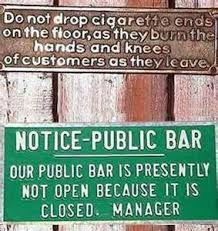 Do not drop cigarette ends
on the floor, as they burn the
hands and knees
of customers as they leave.
NOTICE-PUBLIC BAR
OUR PUBLIC BAR IS PRESENTLY
NOT OPEN BECAUSE IT IS
CLOSED. MANAGER